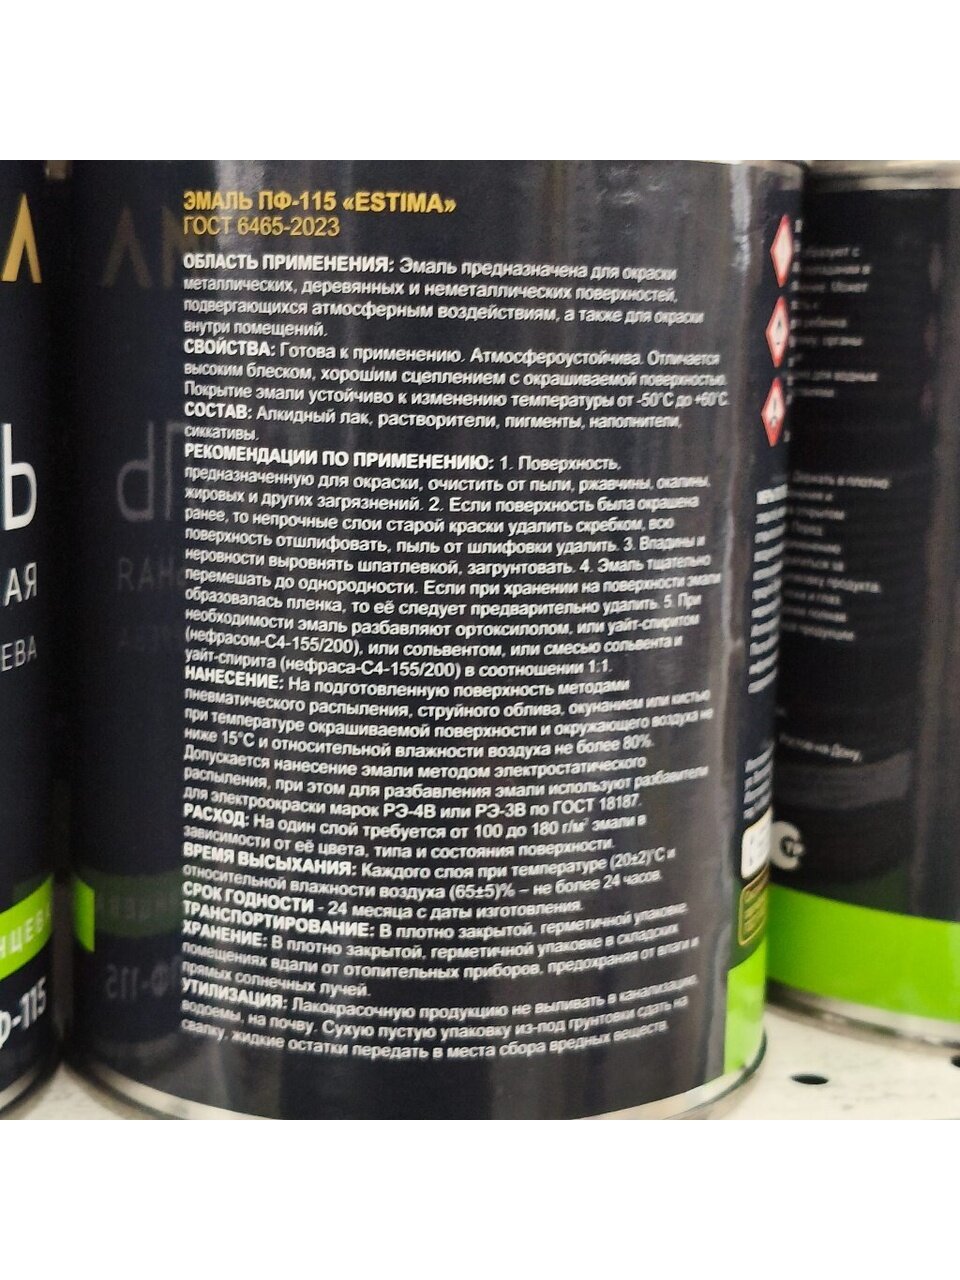 ЭМАЛЬ ПФ-115 «ESTIMA»
ГОСТ 6465-2023
ОБЛАСТЬ ПРИМЕНЕНИЯ: Эмаль предназначена для окраски
металлических, деревянных и неметаллических поверхностей,
подвергающихся атмосферным воздействиям, а также для окраски
внутри помещений.
СВОЙСТВА: Готова к применению. Атмосфероустойчива. Отличается
высоким блеском, хорошим сцеплением с окрашиваемой поверхностью.
Покрытие эмали устойчиво к изменению температуры от -50°С до +60°С.
СОСТАВ: Алкидный лак, растворители, пигменты, наполнители,
сиккативы.
РЕКОМЕНДАЦИИ ПО ПРИМЕНЕНИЮ: 1. Поверхность,
предназначенную для окраски, очистить от пыли, ржавчины, окалины,
жировых и других загрязнений. 2. Если поверхность была окрашена
ранее, то непрочные слои старой краски удалить скребком, всю
поверхность отшлифовать, пыль от шлифовки удалить. 3. Впадины и
неровности выровнять шпатлевкой, загрунтовать. 4. Эмаль тщательно
перемешать до однородности. Если при хранении на поверхности эмали
образовалась пленка, то её следует предварительно удалить. 5. При
необходимости эмаль разбавляют ортоксилолом, или уайт-спиритом
(нефрасом-С4-155/200), или сольвентом, или смесью сольвента и
уайт-спирита (нефраса-С4-155/200) в соотношении 1:1.
НАНЕСЕНИЕ: На подготовленную поверхность методами
пневматического распыления, струйного облива, окунанием или кистью
при температуре окрашиваемой поверхности и окружающего воздуха не
ниже 15°С и относительной влажности воздуха не более 80%.
Допускается нанесение эмали методом электростатического
распыления, при этом для разбавления эмали используют разбавители
для электроокраски марок РЭ-4В или РЭ-3В по ГОСТ 18187.
РАСХОД: На один слой требуется от 100 до 180 г/м² эмали в
зависимости от её цвета, типа и состояния поверхности.
ВРЕМЯ ВЫСЫХАНИЯ: Каждого слоя при температуре (20±2)°С и
относительной влажности воздуха (65±5)% – не более 24 часов.
СРОК ГОДНОСТИ - 24 месяца с даты изготовления.
ТРАНСПОРТИРОВАНИЕ: В плотно закрытой, герметичной упаковке.
ХРАНЕНИЕ: В плотно закрытой, герметичной упаковке в складских
помещениях вдали от отопительных приборов, предохраняя от влаги и
прямых солнечных лучей.
УТИЛИЗАЦИЯ: Лакокрасочную продукцию не выливать в канализацию,
водоемы, на почву. Сухую пустую упаковку из-под грунтовки сдать на
свалку, жидкие остатки передать в места сбора вредных веществ.